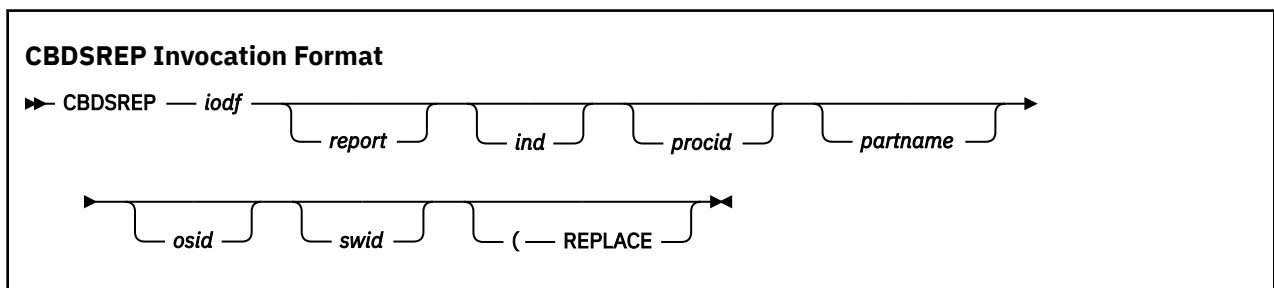 CBDSREP Invocation Format
CBDSREP iodf
report ind procid partname
osid swid ( REPLACE